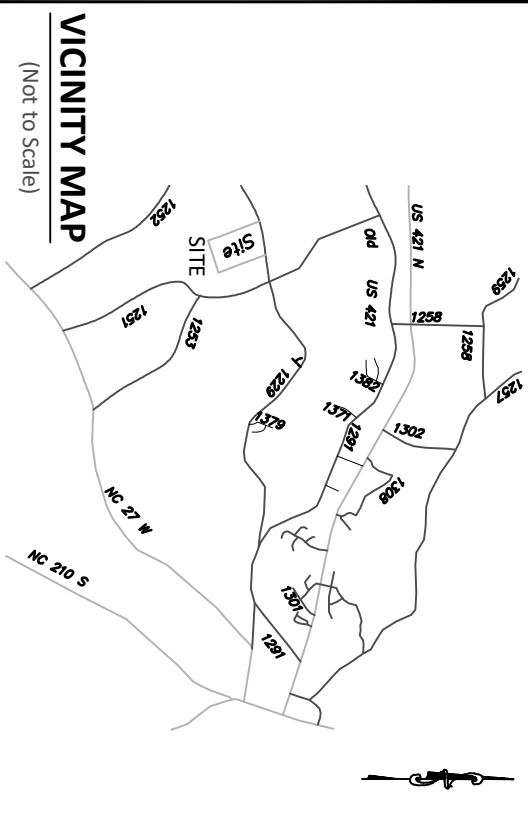 VICINITY MAP
(Not to Scale)
1259
1257
US 421 N
1258
1258
Old US 421
1252
Site
SITE
1382
1302
1371
1291
1308
1251
1253
1229
1379
NC 27 W
1301
NC 210 S
1291